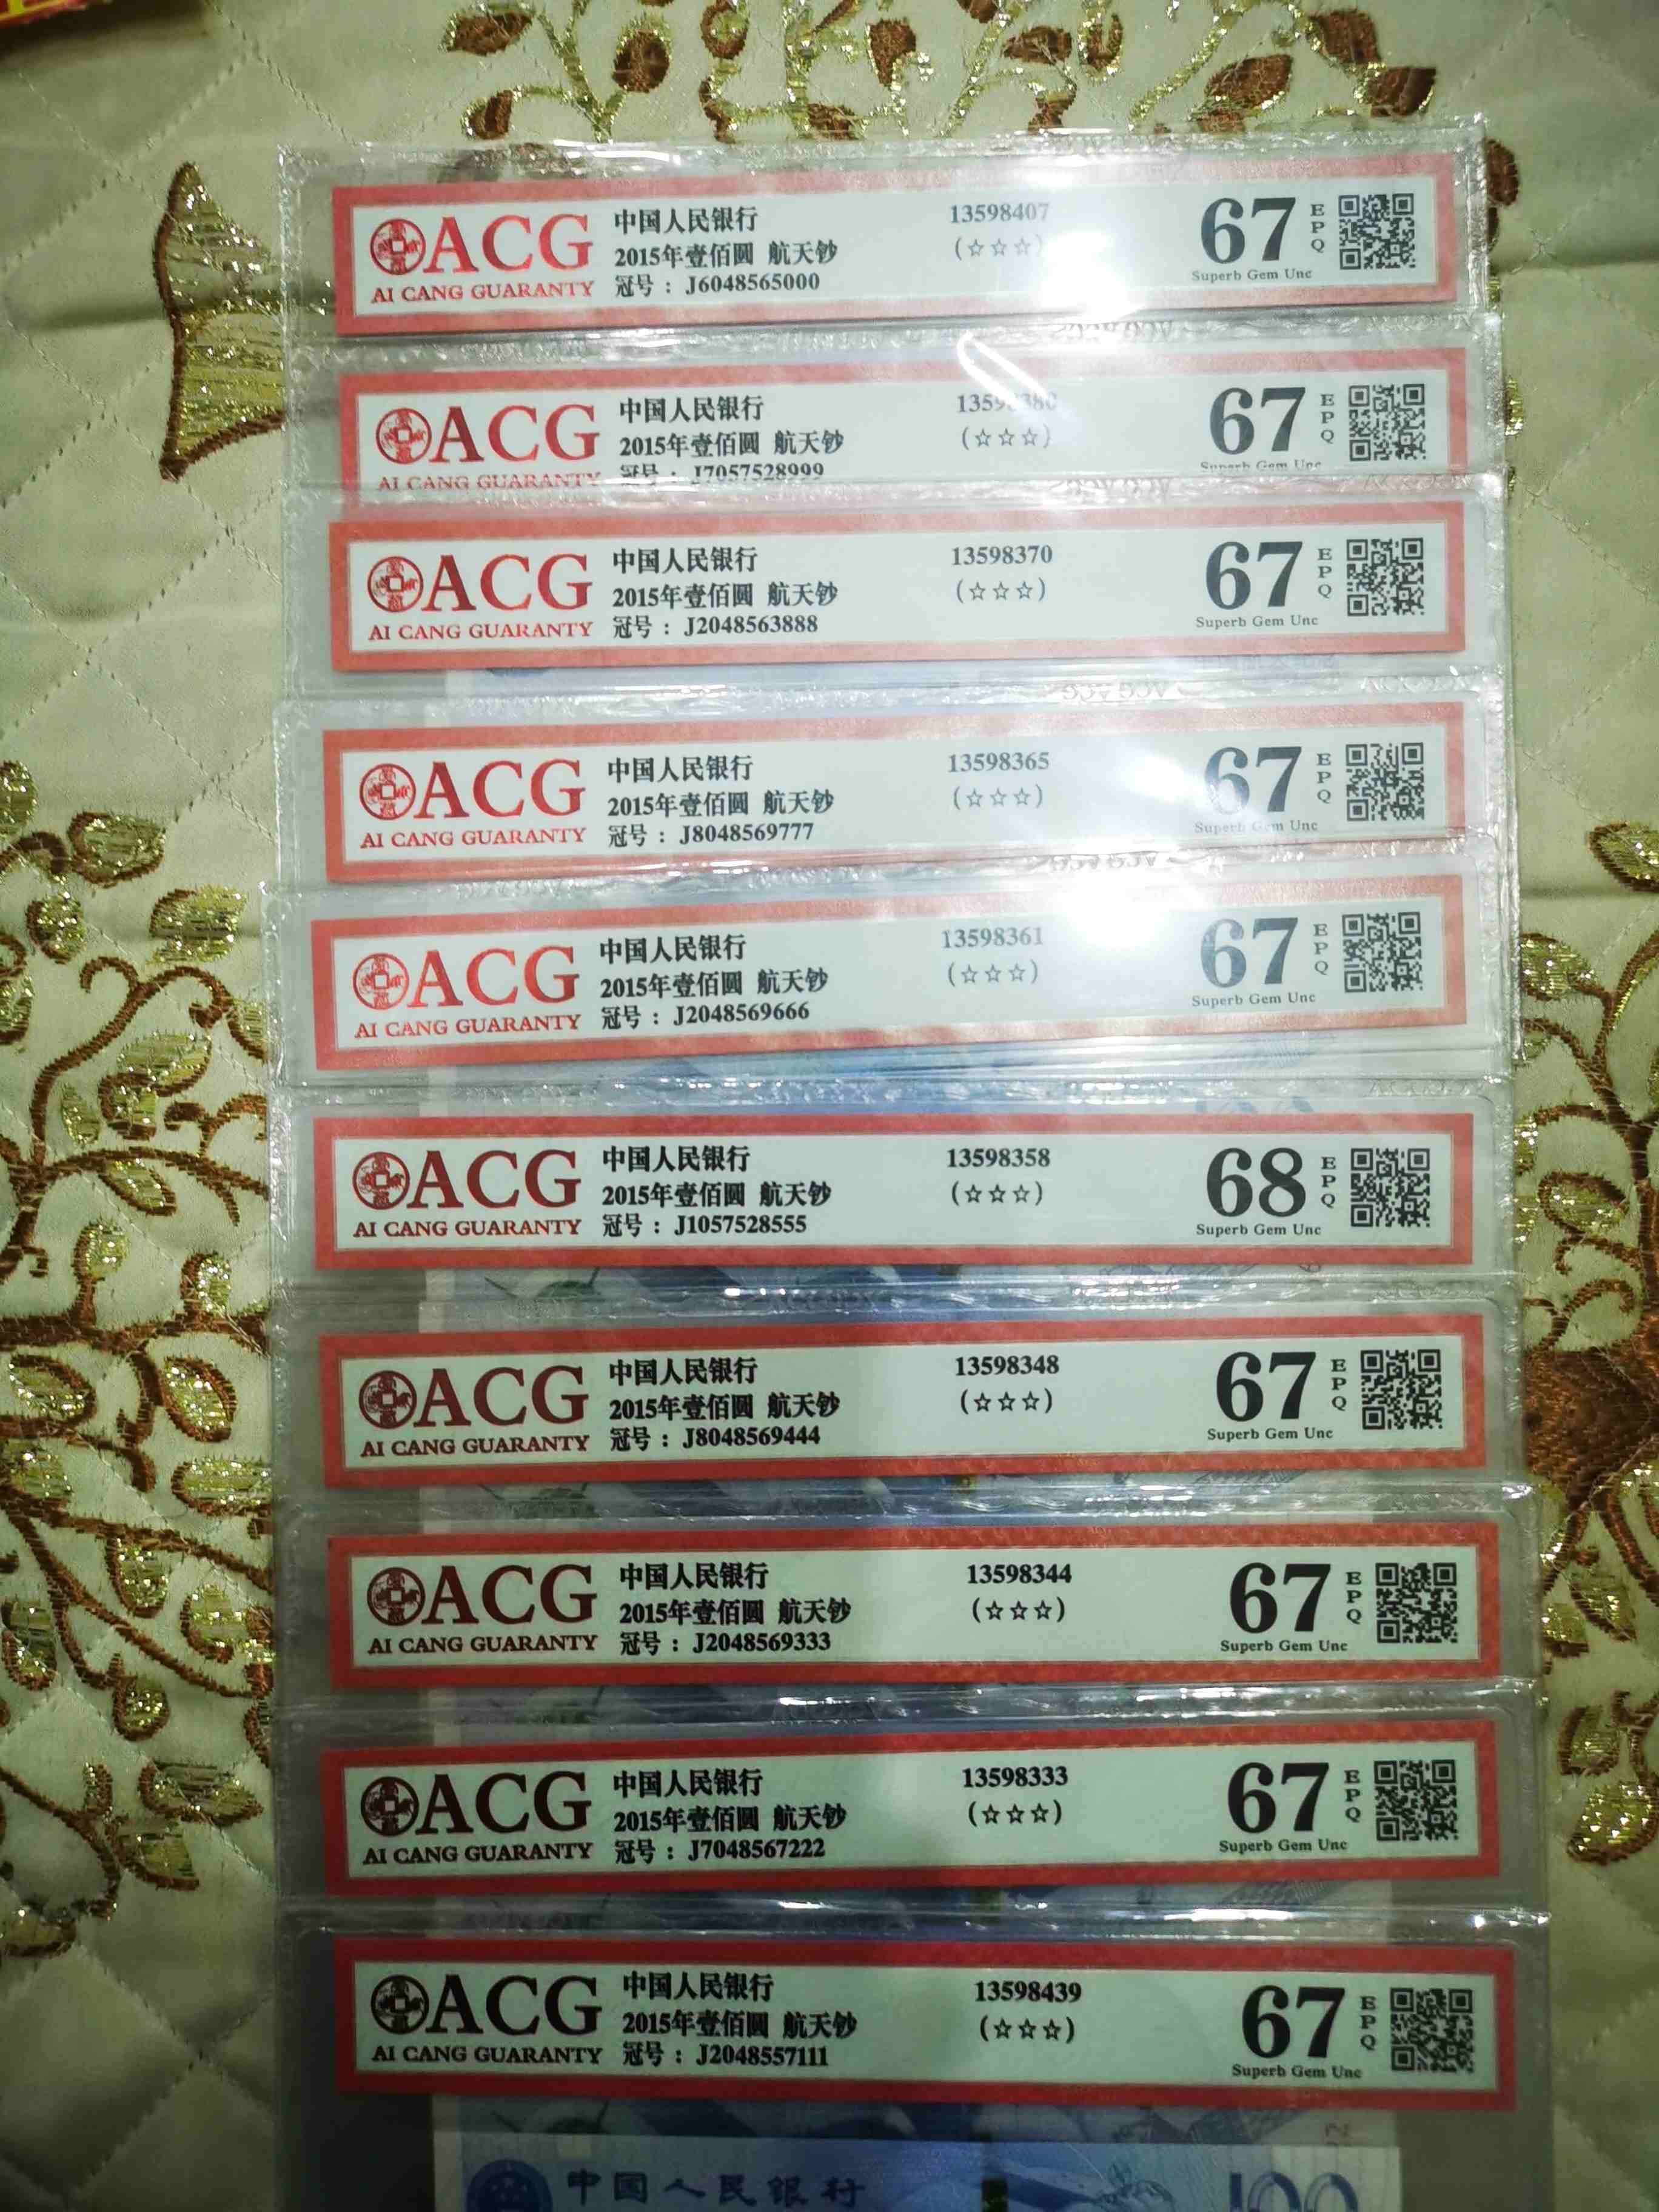 ACG
AI CANG GUARANTY
中国人民银行
2015年壹佰圆 航天钞
冠号：J6048565000
13598407
(☆☆☆)
67
EPQ
Superb Gem Unc
ACG
AI CANG GUARANTY
中国人民银行
2015年壹佰圆 航天钞
冠号：J7057528999
(☆☆☆)
67
EPQ
Superb Gem Unc
ACG
AI CANG GUARANTY
中国人民银行
2015年壹佰圆 航天钞
冠号：J2048563888
13598370
(☆☆☆)
67
EPQ
Superb Gem Unc
ACG
AI CANG GUARANTY
中国人民银行
2015年壹佰圆 航天钞
冠号：J8048569777
13598365
(☆☆☆)
67
EPQ
Superb Gem Unc
ACG
AI CANG GUARANTY
中国人民银行
2015年壹佰圆 航天钞
冠号：J2048569666
13598361
(☆☆☆)
67
EPQ
Superb Gem Unc
ACG
AI CANG GUARANTY
中国人民银行
2015年壹佰圆 航天钞
冠号：J1057528555
13598358
(☆☆☆)
68
EPQ
Superb Gem Unc
ACG
AI CANG GUARANTY
中国人民银行
2015年壹佰圆 航天钞
冠号：J8048569444
13598348
(☆☆☆)
67
EPQ
Superb Gem Unc
ACG
AI CANG GUARANTY
中国人民银行
2015年壹佰圆 航天钞
冠号：J2048569333
13598344
(☆☆☆)
67
EPQ
Superb Gem Unc
ACG
AI CANG GUARANTY
中国人民银行
2015年壹佰圆 航天钞
冠号：J7048567222
13598333
(☆☆☆)
67
EPQ
Superb Gem Unc
ACG
AI CANG GUARANTY
中国人民银行
2015年壹佰圆 航天钞
冠号：J2048557111
13598439
(☆☆☆)
67
EPQ
Superb Gem Unc
中国人民银行
100